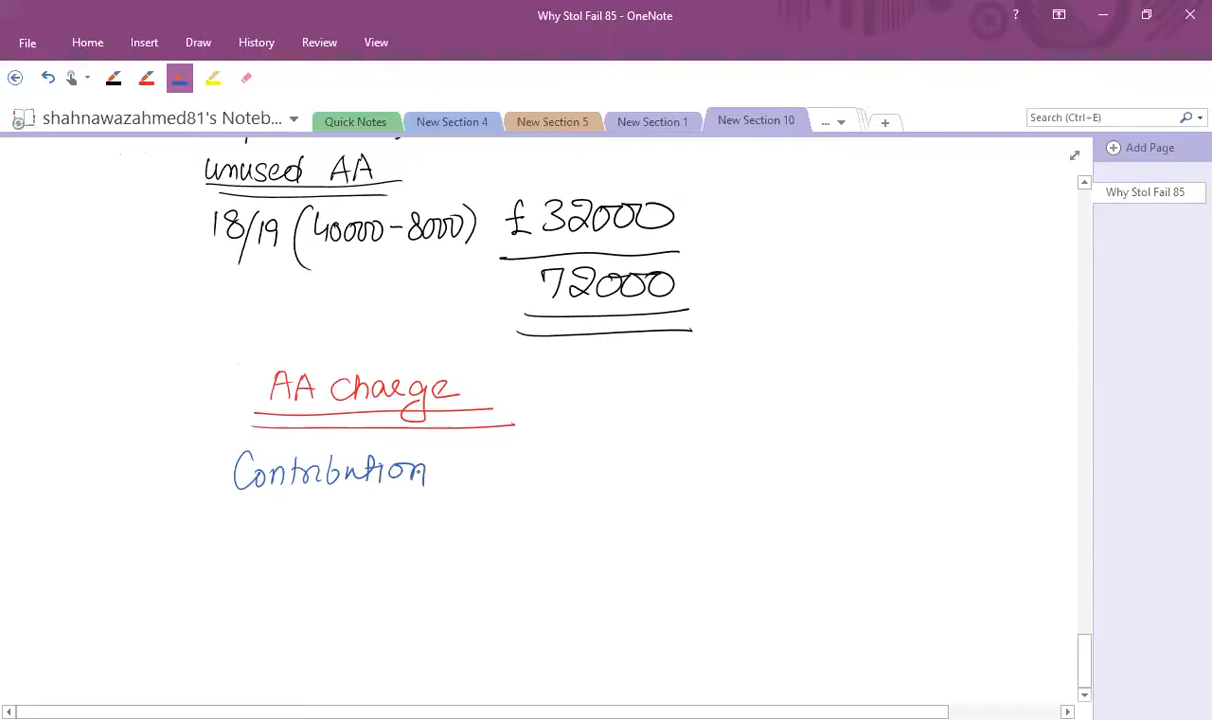 Why Stol Fail 85 - OneNote
?
File Home Insert Draw History Review View
shahnawazahmed81's Noteb... Quick Notes New Section 4 New Section 5 New Section 1 New Section 10 ... + Search (Ctrl+E)
Add Page
Why Stol Fail 85
unused AA
18/19 (40000-8000) £32000
72000
AA charge
Contribution